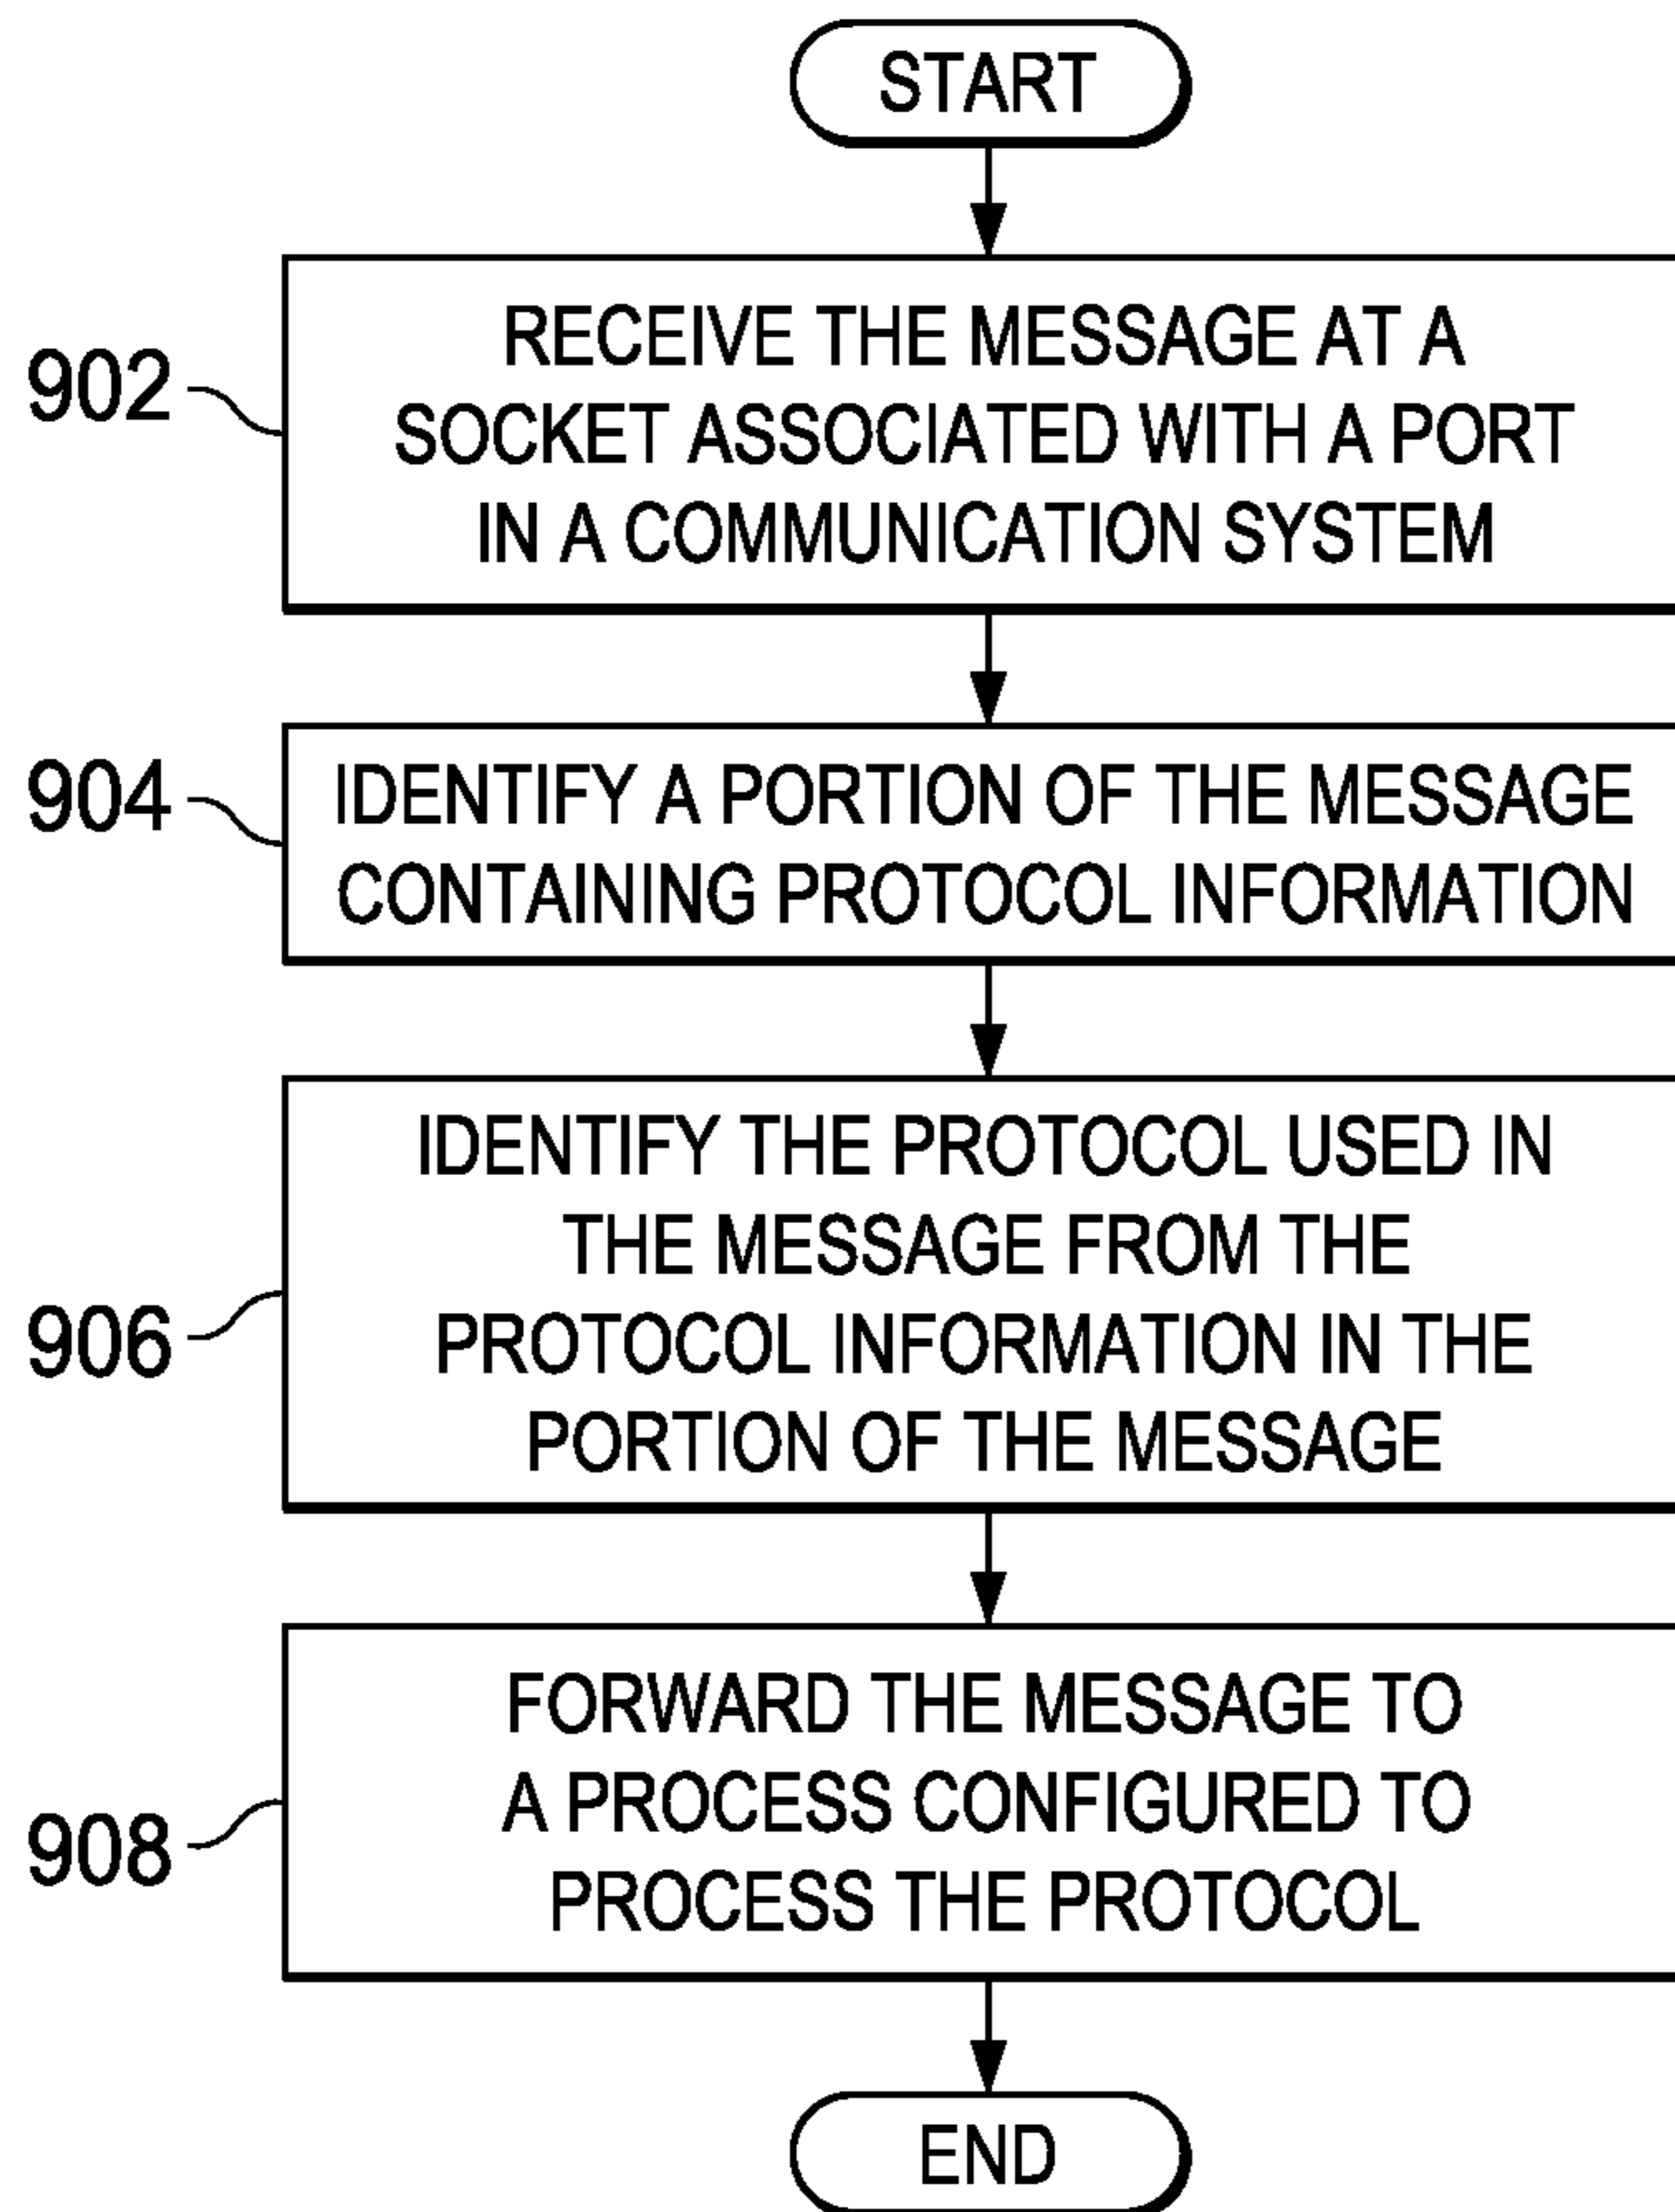 START
RECEIVE THE MESSAGE AT A
902
SOCKET ASSOCIATED WITH A PORT
IN A COMMUNICATION SYSTEM
904
IDENTIFY A PORTION OF THE MESSAGE
CONTAINING PROTOCOL INFORMATION
IDENTIFY THE PROTOCOL USED IN
THE MESSAGE FROM THE
906
PROTOCOL INFORMATION IN THE
PORTION OF THE MESSAGE
FORWARD THE MESSAGE TO
A PROCESS CONFIGURED TO
908
PROCESS THE PROTOCOL
END